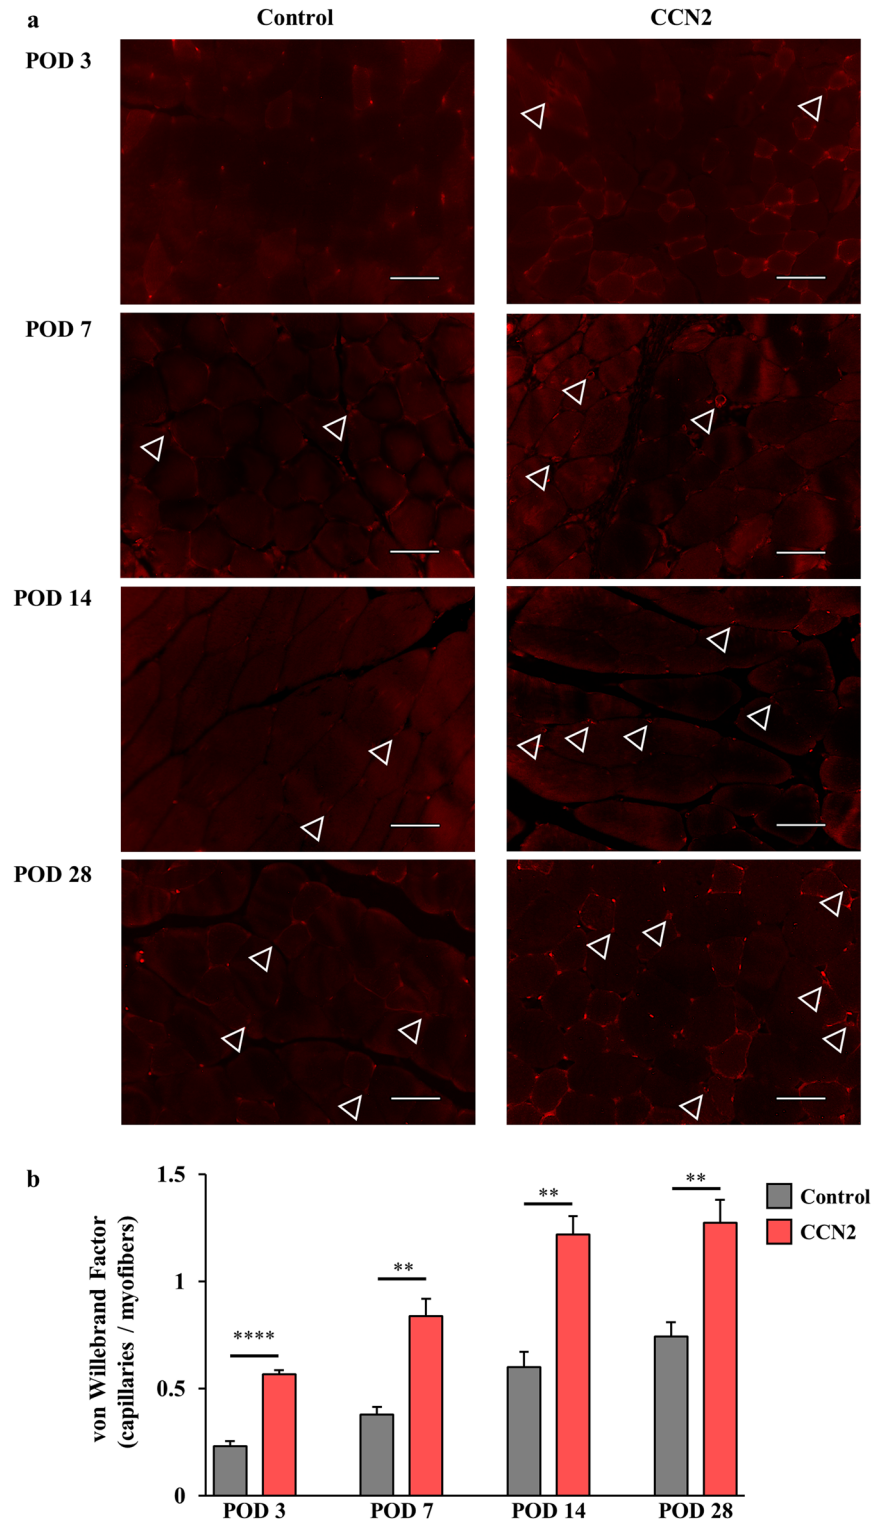 a
Control
CCN2
POD 3
POD 7
POD 14
POD 28
b
von Willebrand Factor
(capillaries / myofibers)
1.5
1
0.5
0
****
**
**
**
Control
CCN2
POD 3
POD 7
POD 14
POD 28